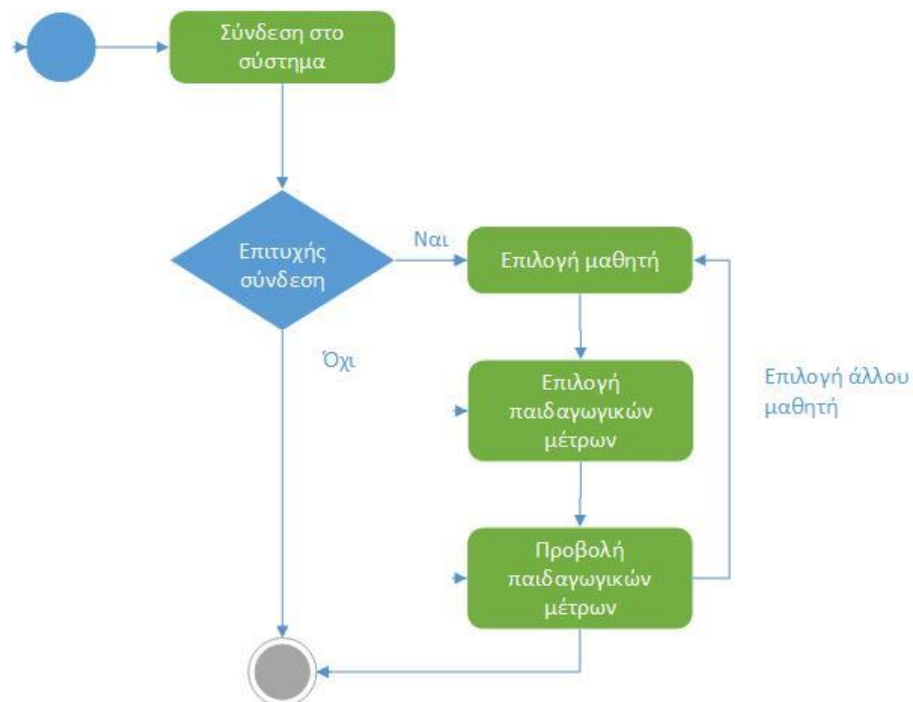 Σύνδεση στο
σύστημα
Επιτυχής
σύνδεση
Ναι
Επιλογή μαθητή
Όχι
Επιλογή
παιδαγωγικών
μέτρων
Επιλογή άλλου
μαθητή
Προβολή
παιδαγωγικών
μέτρων